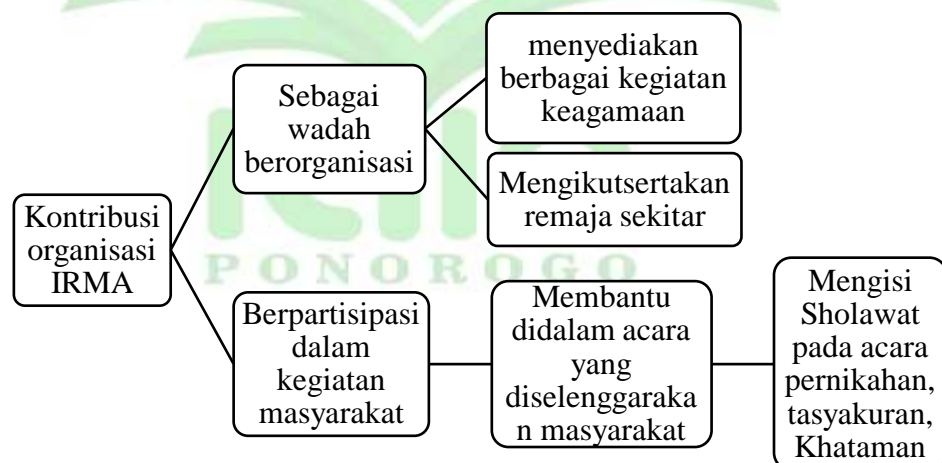 menyediakan
berbagai kegiatan
keagamaan
Sebagai
wadah
berorganisasi
Mengikutsertakan
remaja sekitar
Kontribusi
organisasi
IRMA
PONOROGO
Berpartisipasi
dalam
kegiatan
masyarakat
Membantu
didalam acara
yang
diselenggaraka
n masyarakat
Mengisi
Sholawat
pada acara
pernikahan,
tasyakuran,
Khataman